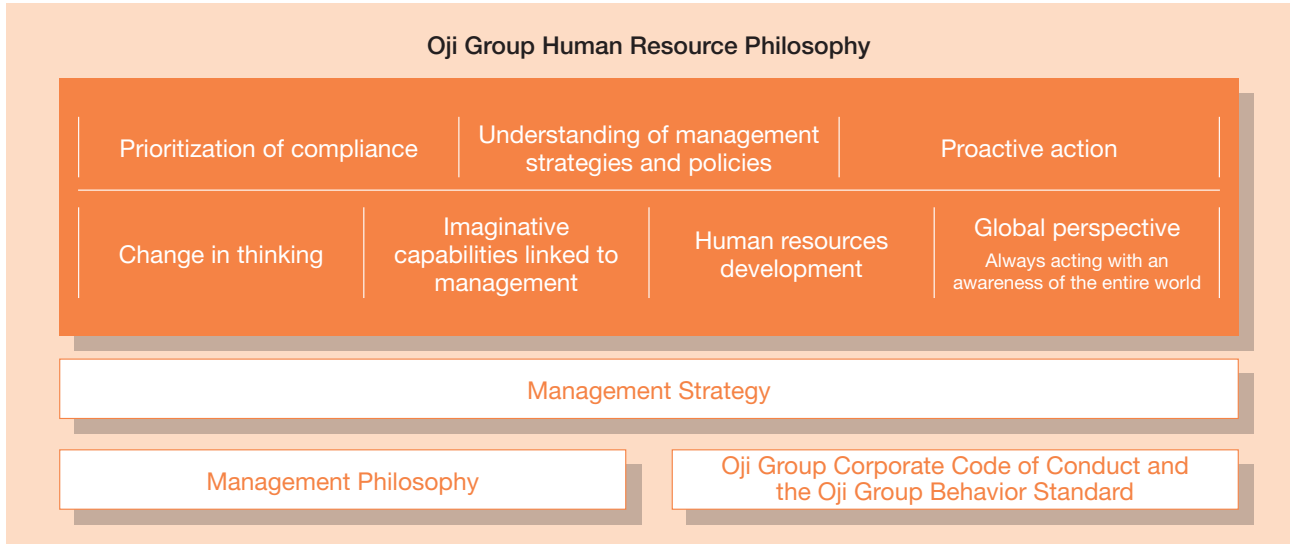 Oji Group Human Resource Philosophy
Prioritization of compliance
Understanding of management
strategies and policies
Proactive action
Change in thinking
Imaginative
capabilities linked to
management
Human resources
development
Global perspective
Always acting with an
awareness of the entire world
Management Strategy
Management Philosophy
Oji Group Corporate Code of Conduct and
the Oji Group Behavior Standard